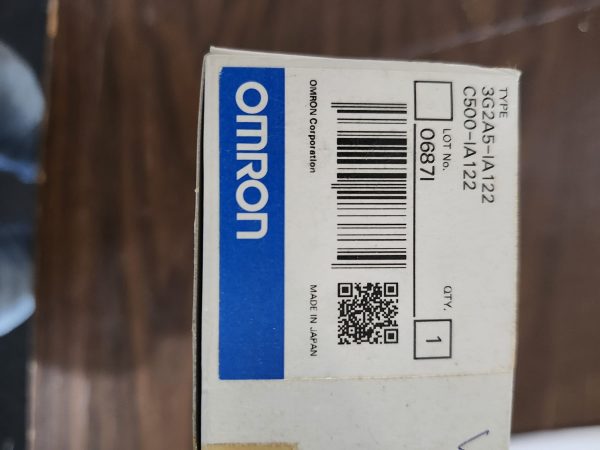 TYPE
3G2A5-IA122
C500-IA122
LOT No.
QTY.
0687I
1
OMRON Corporation
MADE IN JAPAN
OMRON